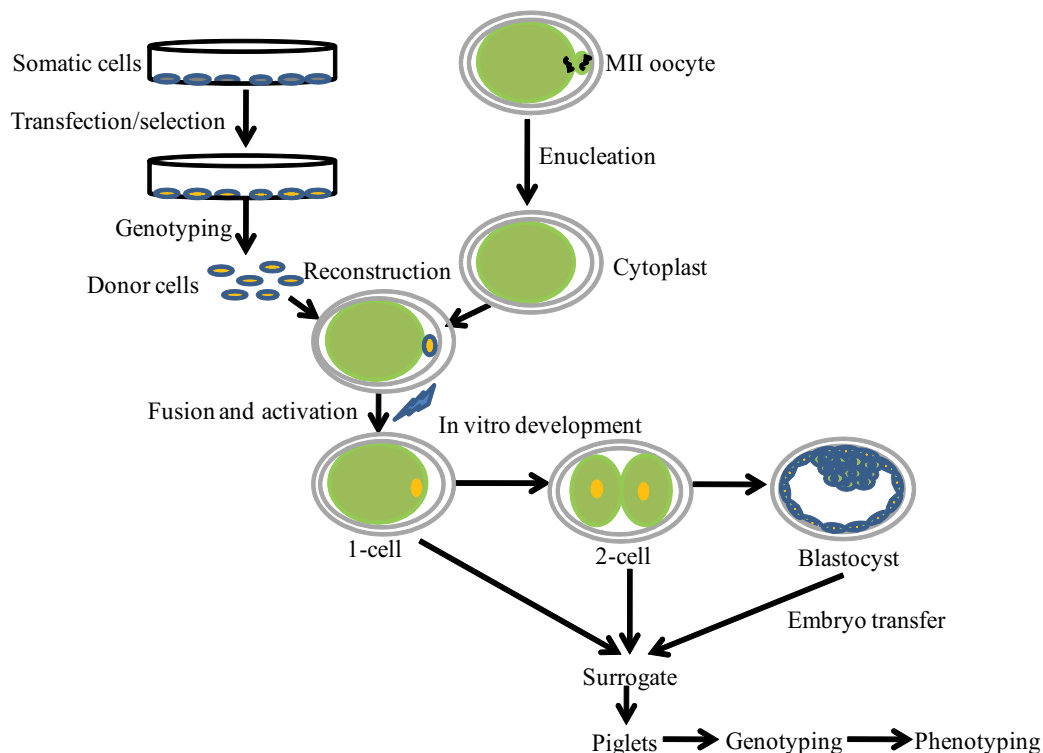 Somatic cells
MII oocyte
Transfection/selection
Enucleation
Genotyping
Reconstruction
Cytoplast
Donor cells
Fusion and activation
In vitro development
1-cell
2-cell
Blastocyst
Embryo transfer
Surrogate
Piglets
Genotyping
Phenotyping